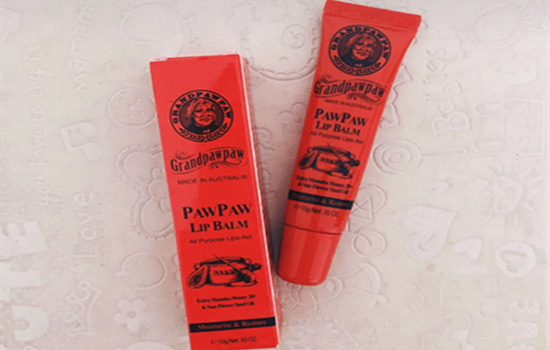 GRANDPAWPAW
Grandpawpaw
MADE IN AUSTRALIA
PAWPAW
LIP BALM
All Purpose Lips-Aid
Extra Manuka Honey 20+
& Sun Flower Seed Oil
Moisturise & Restore
GRANDPAWPAW
Grandpawpaw
MADE IN AUSTRALIA
PAWPAW
LIP BALM
All Purpose Lips-Aid
Extra Manuka Honey 20+
& Sun Flower Seed Oil
Moisturise & Restore